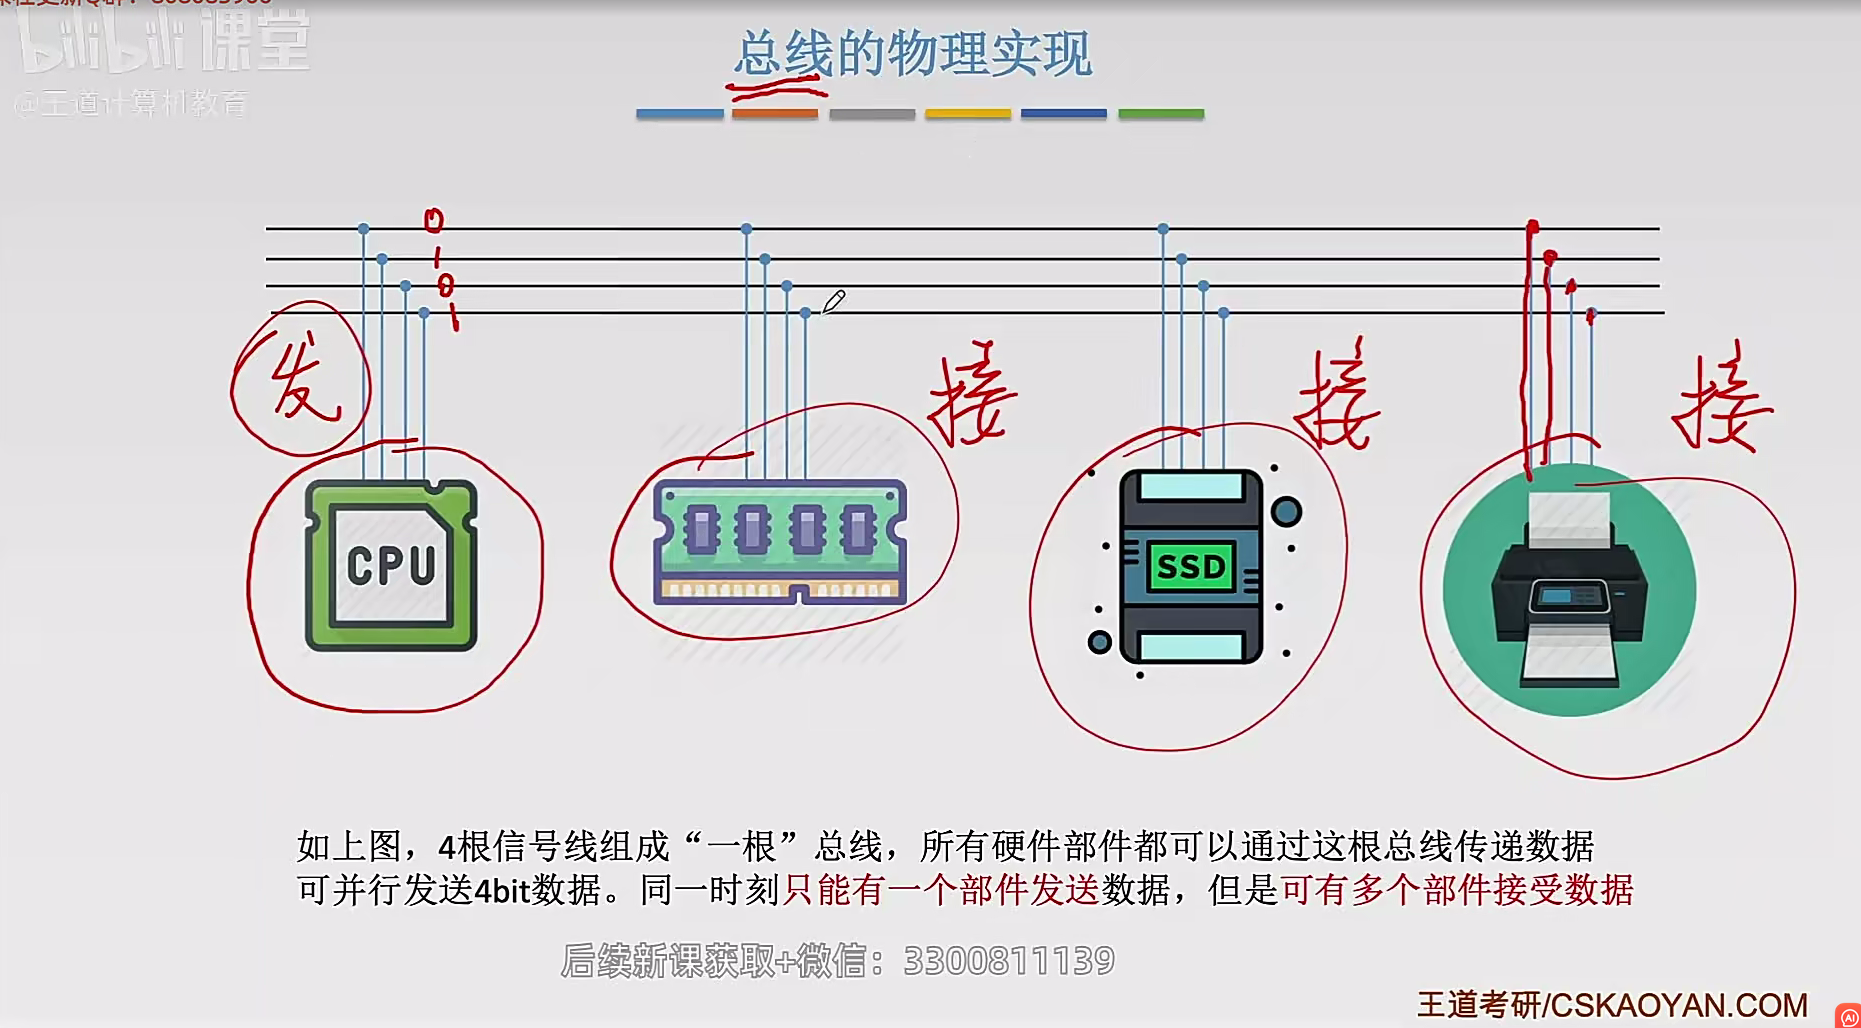 bilibili 课堂
@王道计算机教育
总线的物理实现
0
1
0
1
发
接
接
接
CPU
SSD
如上图，4根信号线组成“一根”总线，所有硬件部件都可以通过这根总线传递数据
可并行发送4bit数据。同一时刻只能有一个部件发送数据，但是可有多个部件接受数据
后续新课获取+微信：3300811139
王道考研/CSKAOYAN.COM